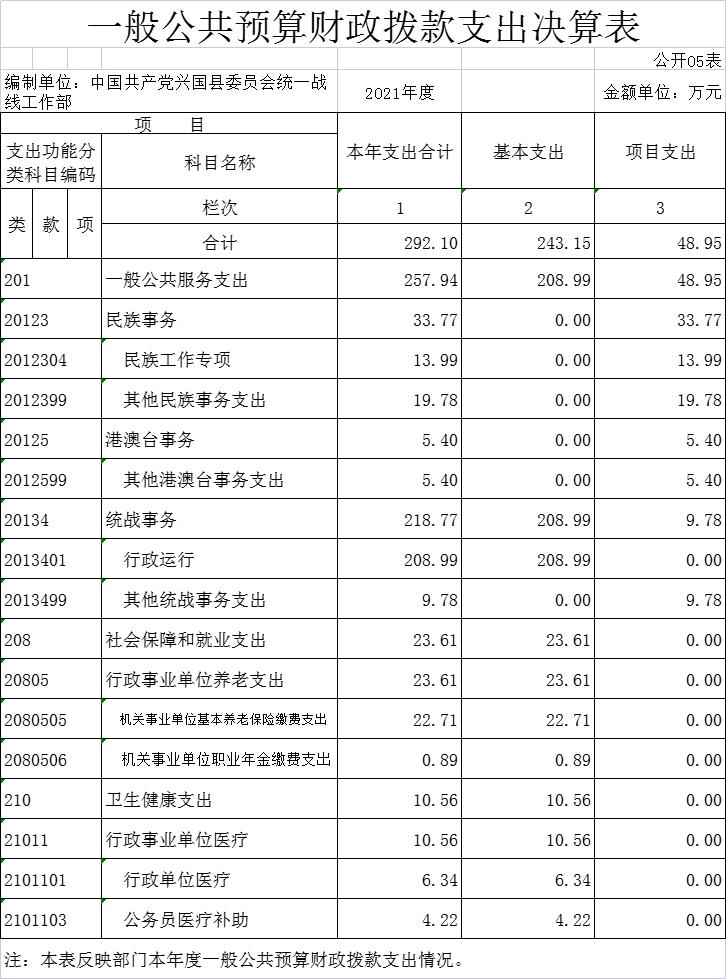 一般公共预算财政拨款支出决算表
公开05表
编制单位：中国共产党兴国县委员会统一战线工作部 2021年度 金额单位：万元
项 目 本年支出合计 基本支出 项目支出
支出功能分类科目编码 科目名称
类 款 项 栏次 1 2 3
合计 292.10 243.15 48.95
201 一般公共服务支出 257.94 208.99 48.95
20123 民族事务 33.77 0.00 33.77
2012304 民族工作专项 13.99 0.00 13.99
2012399 其他民族事务支出 19.78 0.00 19.78
20125 港澳台事务 5.40 0.00 5.40
2012599 其他港澳台事务支出 5.40 0.00 5.40
20134 统战事务 218.77 208.99 9.78
2013401 行政运行 208.99 208.99 0.00
2013499 其他统战事务支出 9.78 0.00 9.78
208 社会保障和就业支出 23.61 23.61 0.00
20805 行政事业单位养老支出 23.61 23.61 0.00
2080505 机关事业单位基本养老保险缴费支出 22.71 22.71 0.00
2080506 机关事业单位职业年金缴费支出 0.89 0.89 0.00
210 卫生健康支出 10.56 10.56 0.00
21011 行政事业单位医疗 10.56 10.56 0.00
2101101 行政单位医疗 6.34 6.34 0.00
2101103 公务员医疗补助 4.22 4.22 0.00
注：本表反映部门本年度一般公共预算财政拨款支出情况。